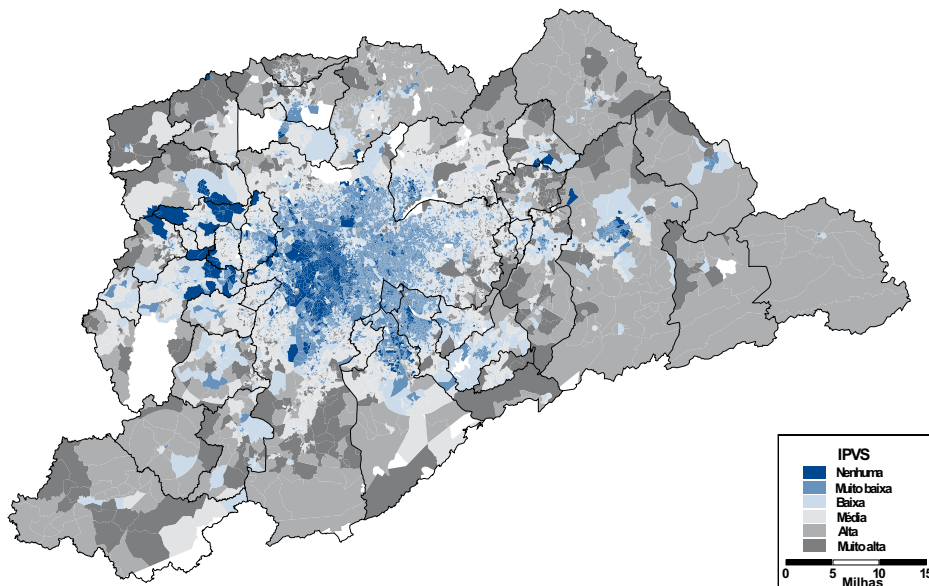 IPVS
Nenhuma
Muito baixa
Baixa
Média
Alta
Muito alta
0 5 10 15
Milhas